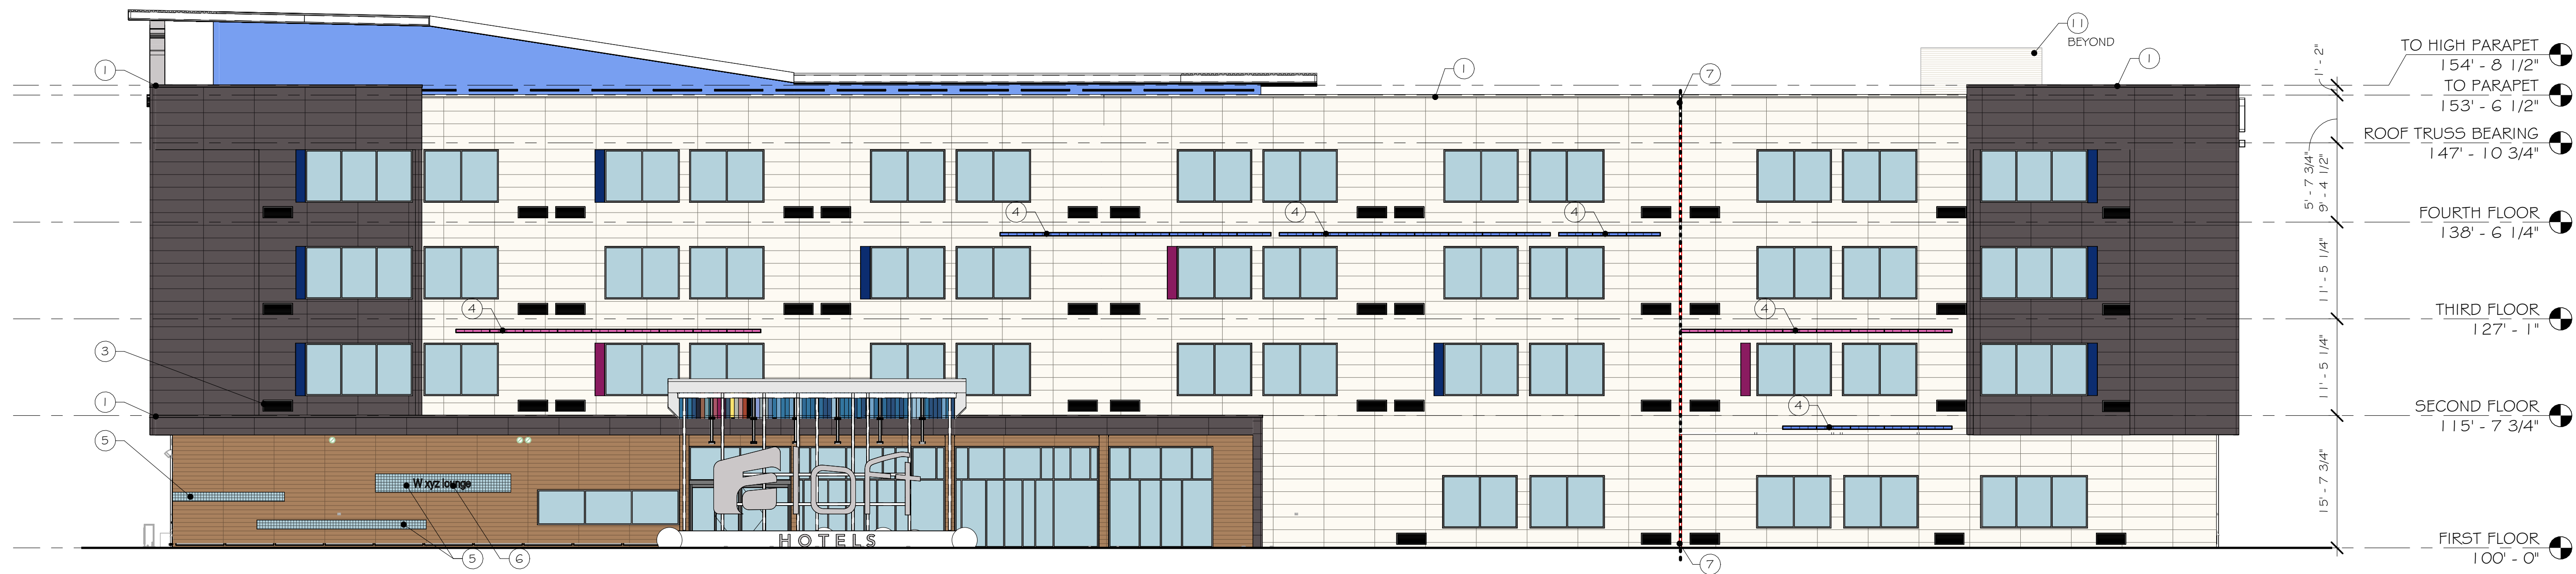 11
BEYOND
TO HIGH PARAPET
154' - 8 1/2"
1' - 2"
1
1
7
1
TO PARAPET
153' - 6 1/2"
ROOF TRUSS BEARING
147' - 10 3/4"
5' - 7 3/4"
9' - 4 1/2"
4
4
4
FOURTH FLOOR
138' - 6 1/4"
11' - 5 1/4"
4
4
THIRD FLOOR
127' - 1"
3
11' - 5 1/4"
1
4
SECOND FLOOR
115' - 7 3/4"
5
W xyz lounge
aloft
15' - 7 3/4"
HOTELS
5
6
7
FIRST FLOOR
100' - 0"